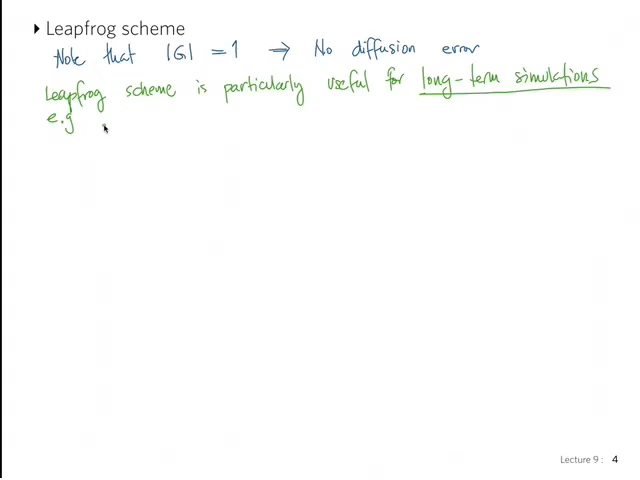 Leapfrog scheme
Note that |G| = 1 → No diffusion error
Leapfrog scheme is particularly useful for long-term simulations
e.g
Lecture 9 : 4